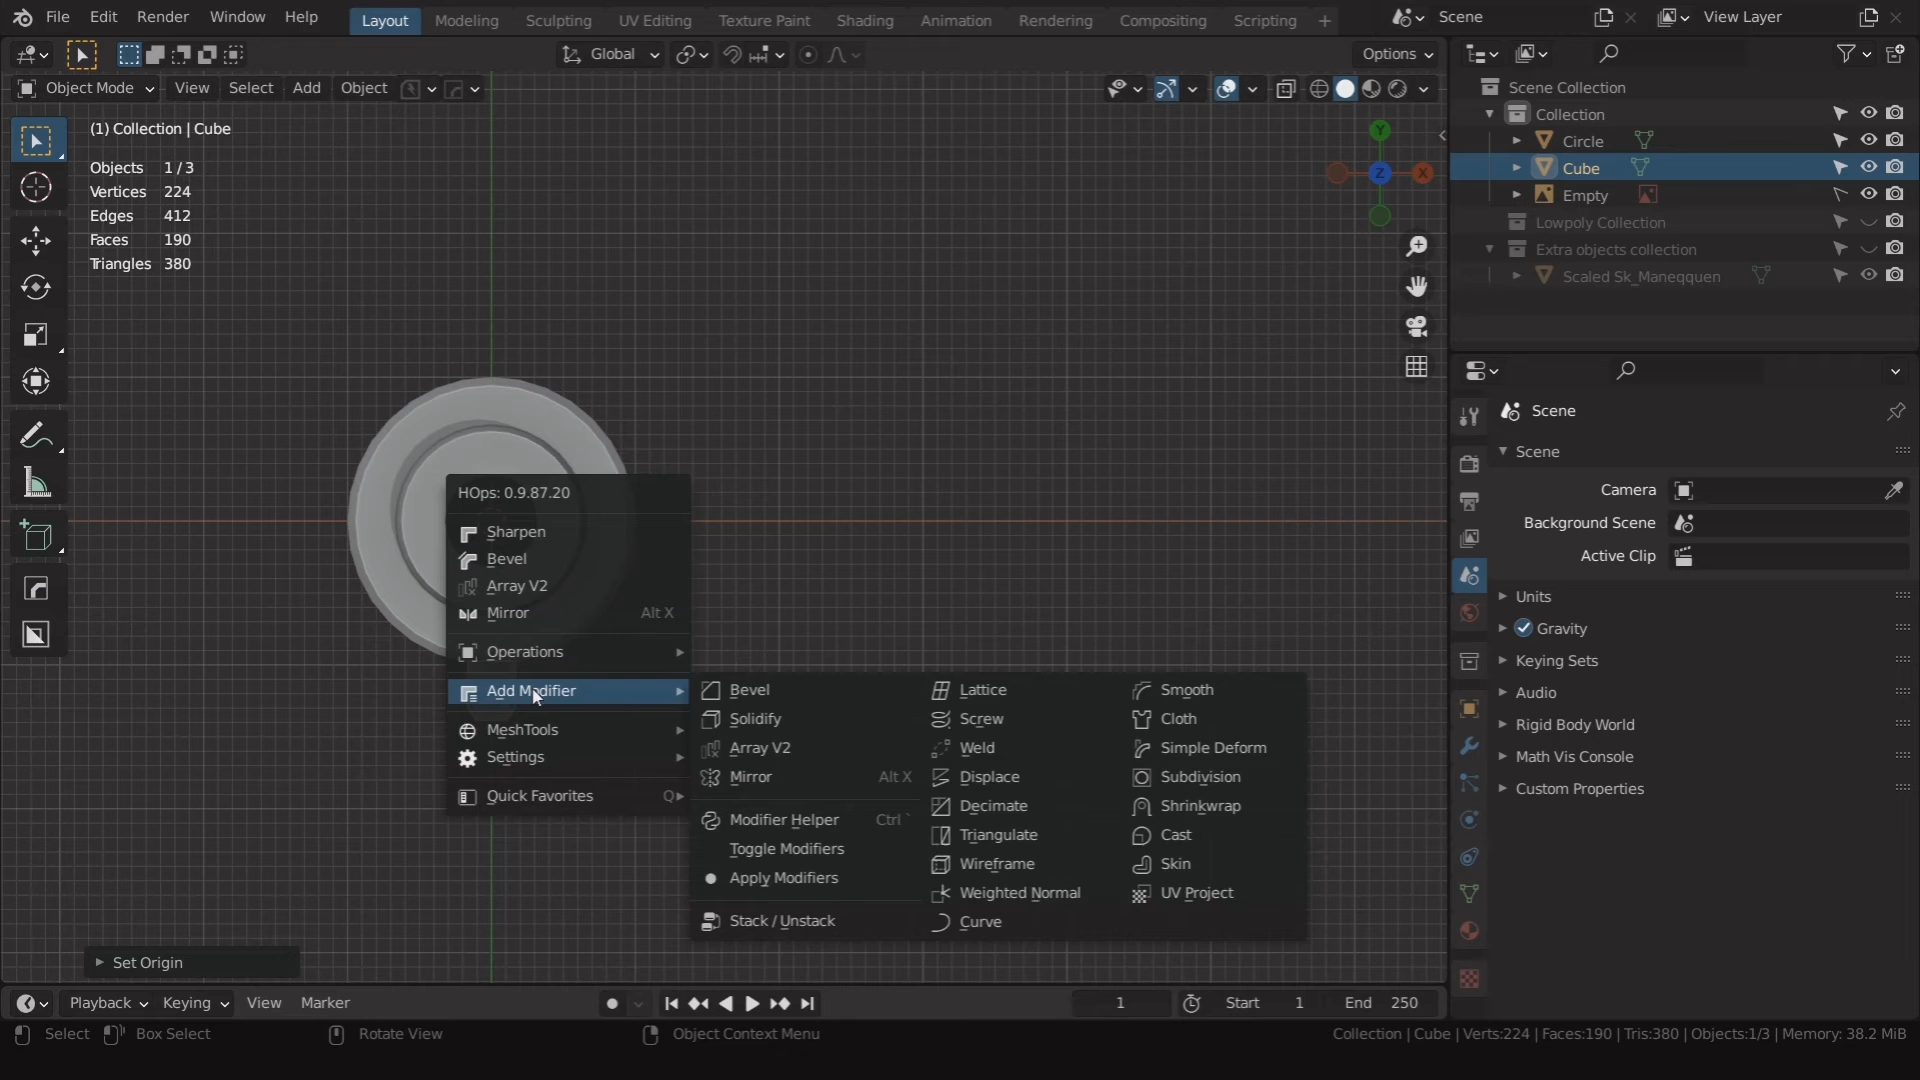 File Edit Render Window Help Layout Modeling Sculpting UV Editing Texture Paint Shading Animation Rendering Compositing Scripting + Scene View Layer
Global Options
Object Mode View Select Add Object
(1) Collection | Cube
Objects 1 / 3
Vertices 224
Edges 412
Faces 190
Triangles 380
Y
Z
X
HOps: 0.9.87.20
Sharpen
Bevel
Array V2
Mirror Alt X
Operations
Add Modifier
MeshTools
Settings
Quick Favorites Q
Bevel
Solidify
Array V2
Mirror Alt X
Modifier Helper Ctrl `
Toggle Modifiers
Apply Modifiers
Stack / Unstack
Lattice
Screw
Weld
Displace
Decimate
Triangulate
Wireframe
Weighted Normal
Curve
Smooth
Cloth
Simple Deform
Subdivision
Shrinkwrap
Cast
Skin
UV Project
Set Origin
Scene Collection
Collection
Circle
Cube
Empty
Lowpoly Collection
Extra objects collection
Scaled Sk_Maneqquen
Scene
Scene
Camera
Background Scene
Active Clip
Units
Gravity
Keying Sets
Audio
Rigid Body World
Math Vis Console
Custom Properties
Playback Keying View Marker 1 Start 1 End 250
Select Box Select Rotate View Object Context Menu Collection | Cube | Verts:224 | Faces:190 | Tris:380 | Objects:1/3 | Memory: 38.2 MiB